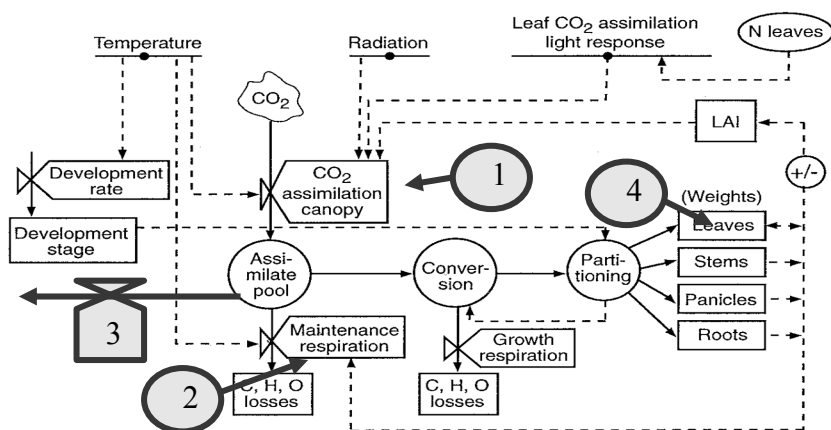 Temperature
Radiation
Leaf CO2 assimilation
light response
N leaves
CO2
LAI
+/-
Development
rate
CO2
assimilation
canopy
1
4
(Weights)
Development
stage
Assi-
milate
pool
Conver-
sion
Parti-
tioning
Leaves
Stems
Panicles
Roots
3
Maintenance
respiration
Growth
respiration
2
C, H, O
losses
C, H, O
losses